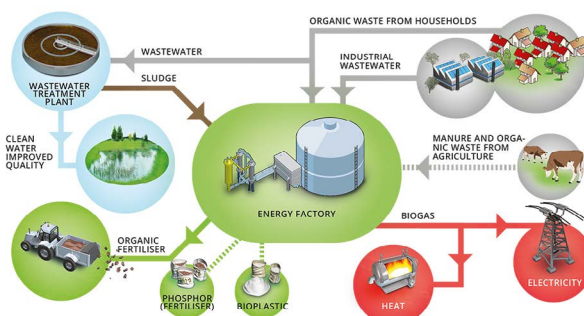 ORGANIC WASTE FROM HOUSEHOLDS
WASTEWATER
INDUSTRIAL
WASTEWATER
SLUDGE
WASTEWATER
TREATMENT
PLANT
CLEAN
WATER
IMPROVED
QUALITY
MANURE AND ORGA-
NIC WASTE FROM
AGRICULTURE
ENERGY FACTORY
BIOGAS
ORGANIC
-FERTILISER
PHOSPHOR
(FERTILISER)
BIOPLASTIC
HEAT
ELECTRICITY